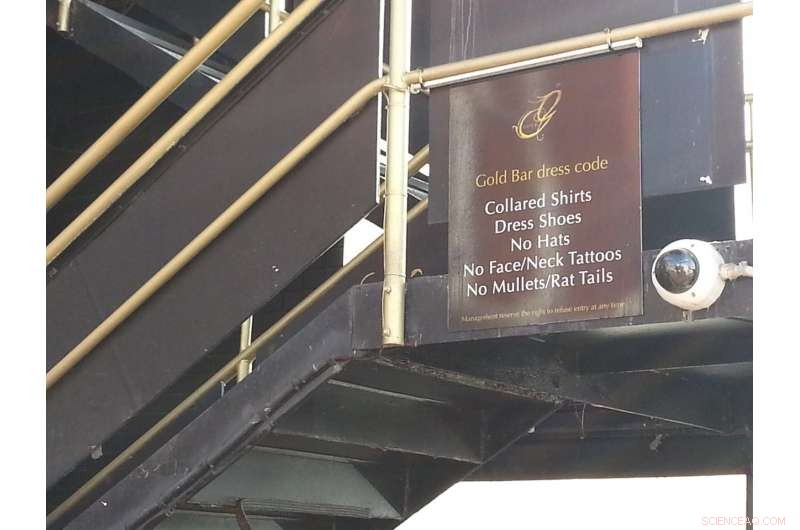 G
Gold Bar dress code
Collared Shirts
Dress Shoes
No Hats
No Face/Neck Tattoos
No Mullets/Rat Tails
Management reserve the right to refuse entry at any time
SCIENCEAQ.COM